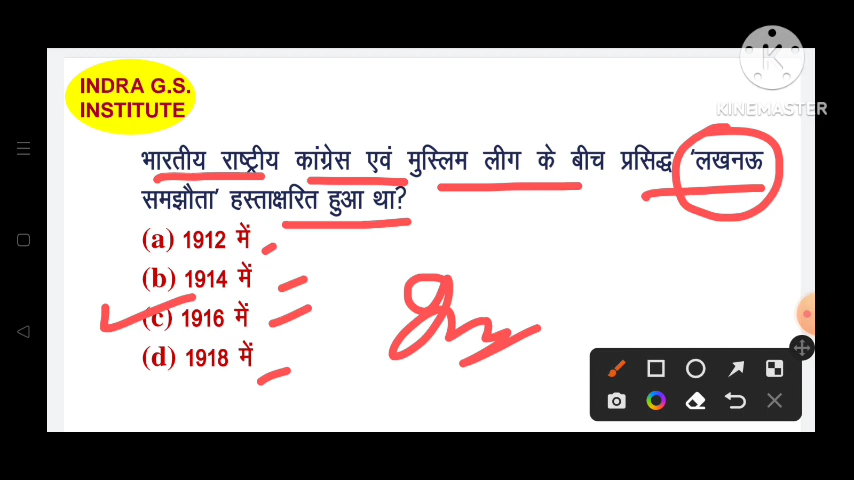 INDRA G.S.
INSTITUTE
KINEMASTER
भारतीय राष्ट्रीय कांग्रेस एवं मुस्लिम लीग के बीच प्रसिद्ध 'लखनऊ
समझौता' हस्ताक्षरित हुआ था?
(a) 1912 में
(b) 1914 में
(c) 1916 में
(d) 1918 में